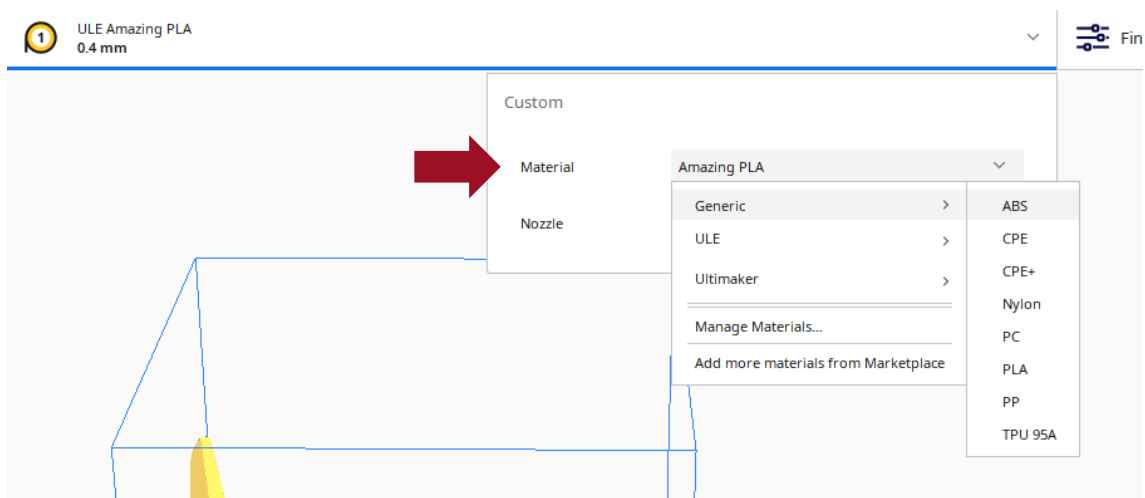 1
ULE Amazing PLA
0.4 mm
Fin
Custom
Material
Amazing PLA
Nozzle
Generic
ULE
Ultimaker
Manage Materials...
Add more materials from Marketplace
ABS
CPE
CPE+
Nylon
PC
PLA
PP
TPU 95A